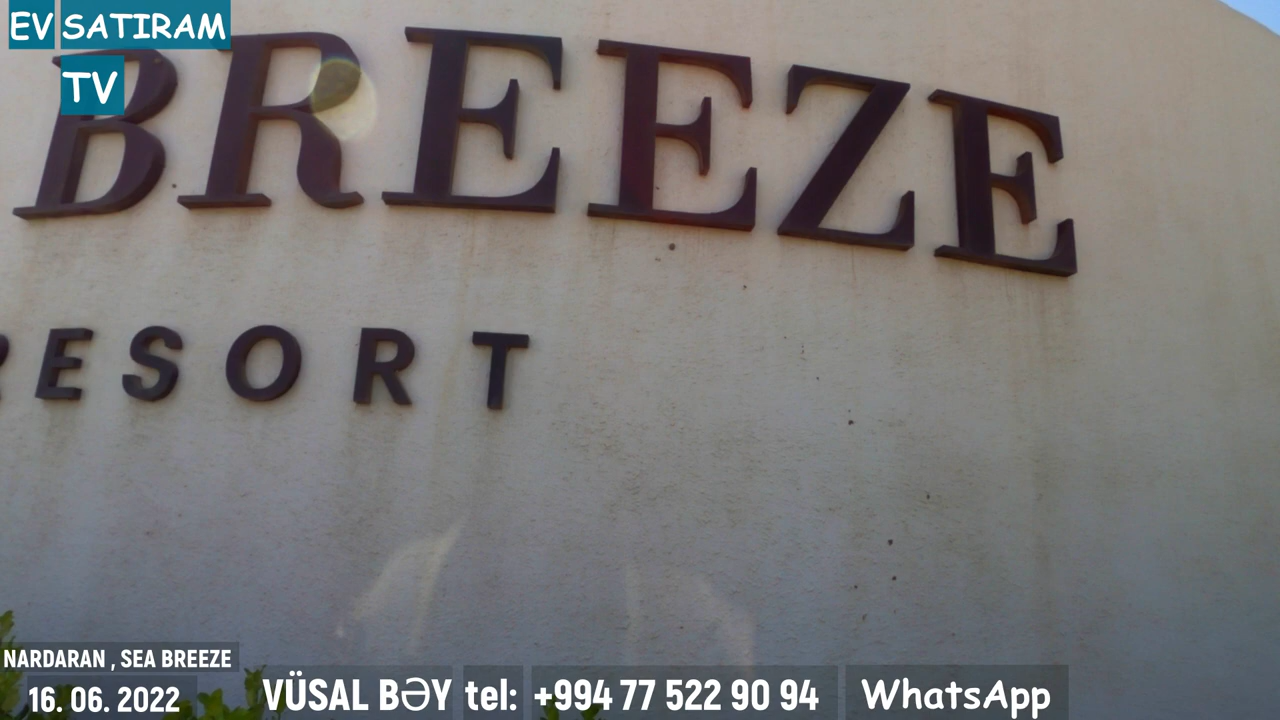 EV SATIRAM
TV
BREEZE
RESORT
NARDARAN , SEA BREEZE
16. 06. 2022
VÜSAL BƏY tel: +994 77 522 90 94 WhatsApp